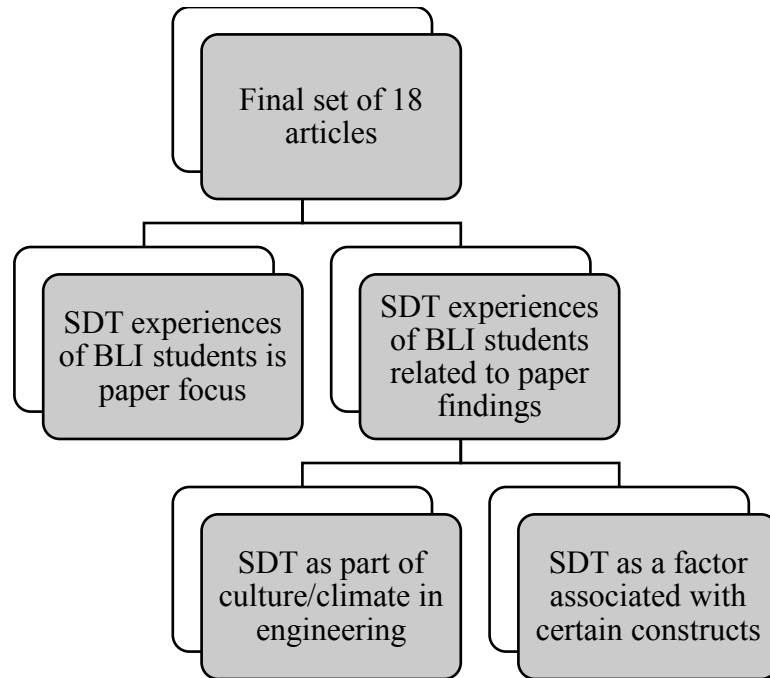 Final set of 18
articles
SDT experiences
of BLI students is
paper focus
SDT experiences
of BLI students
related to paper
findings
SDT as part of
culture/climate in
engineering
SDT as a factor
associated with
certain constructs